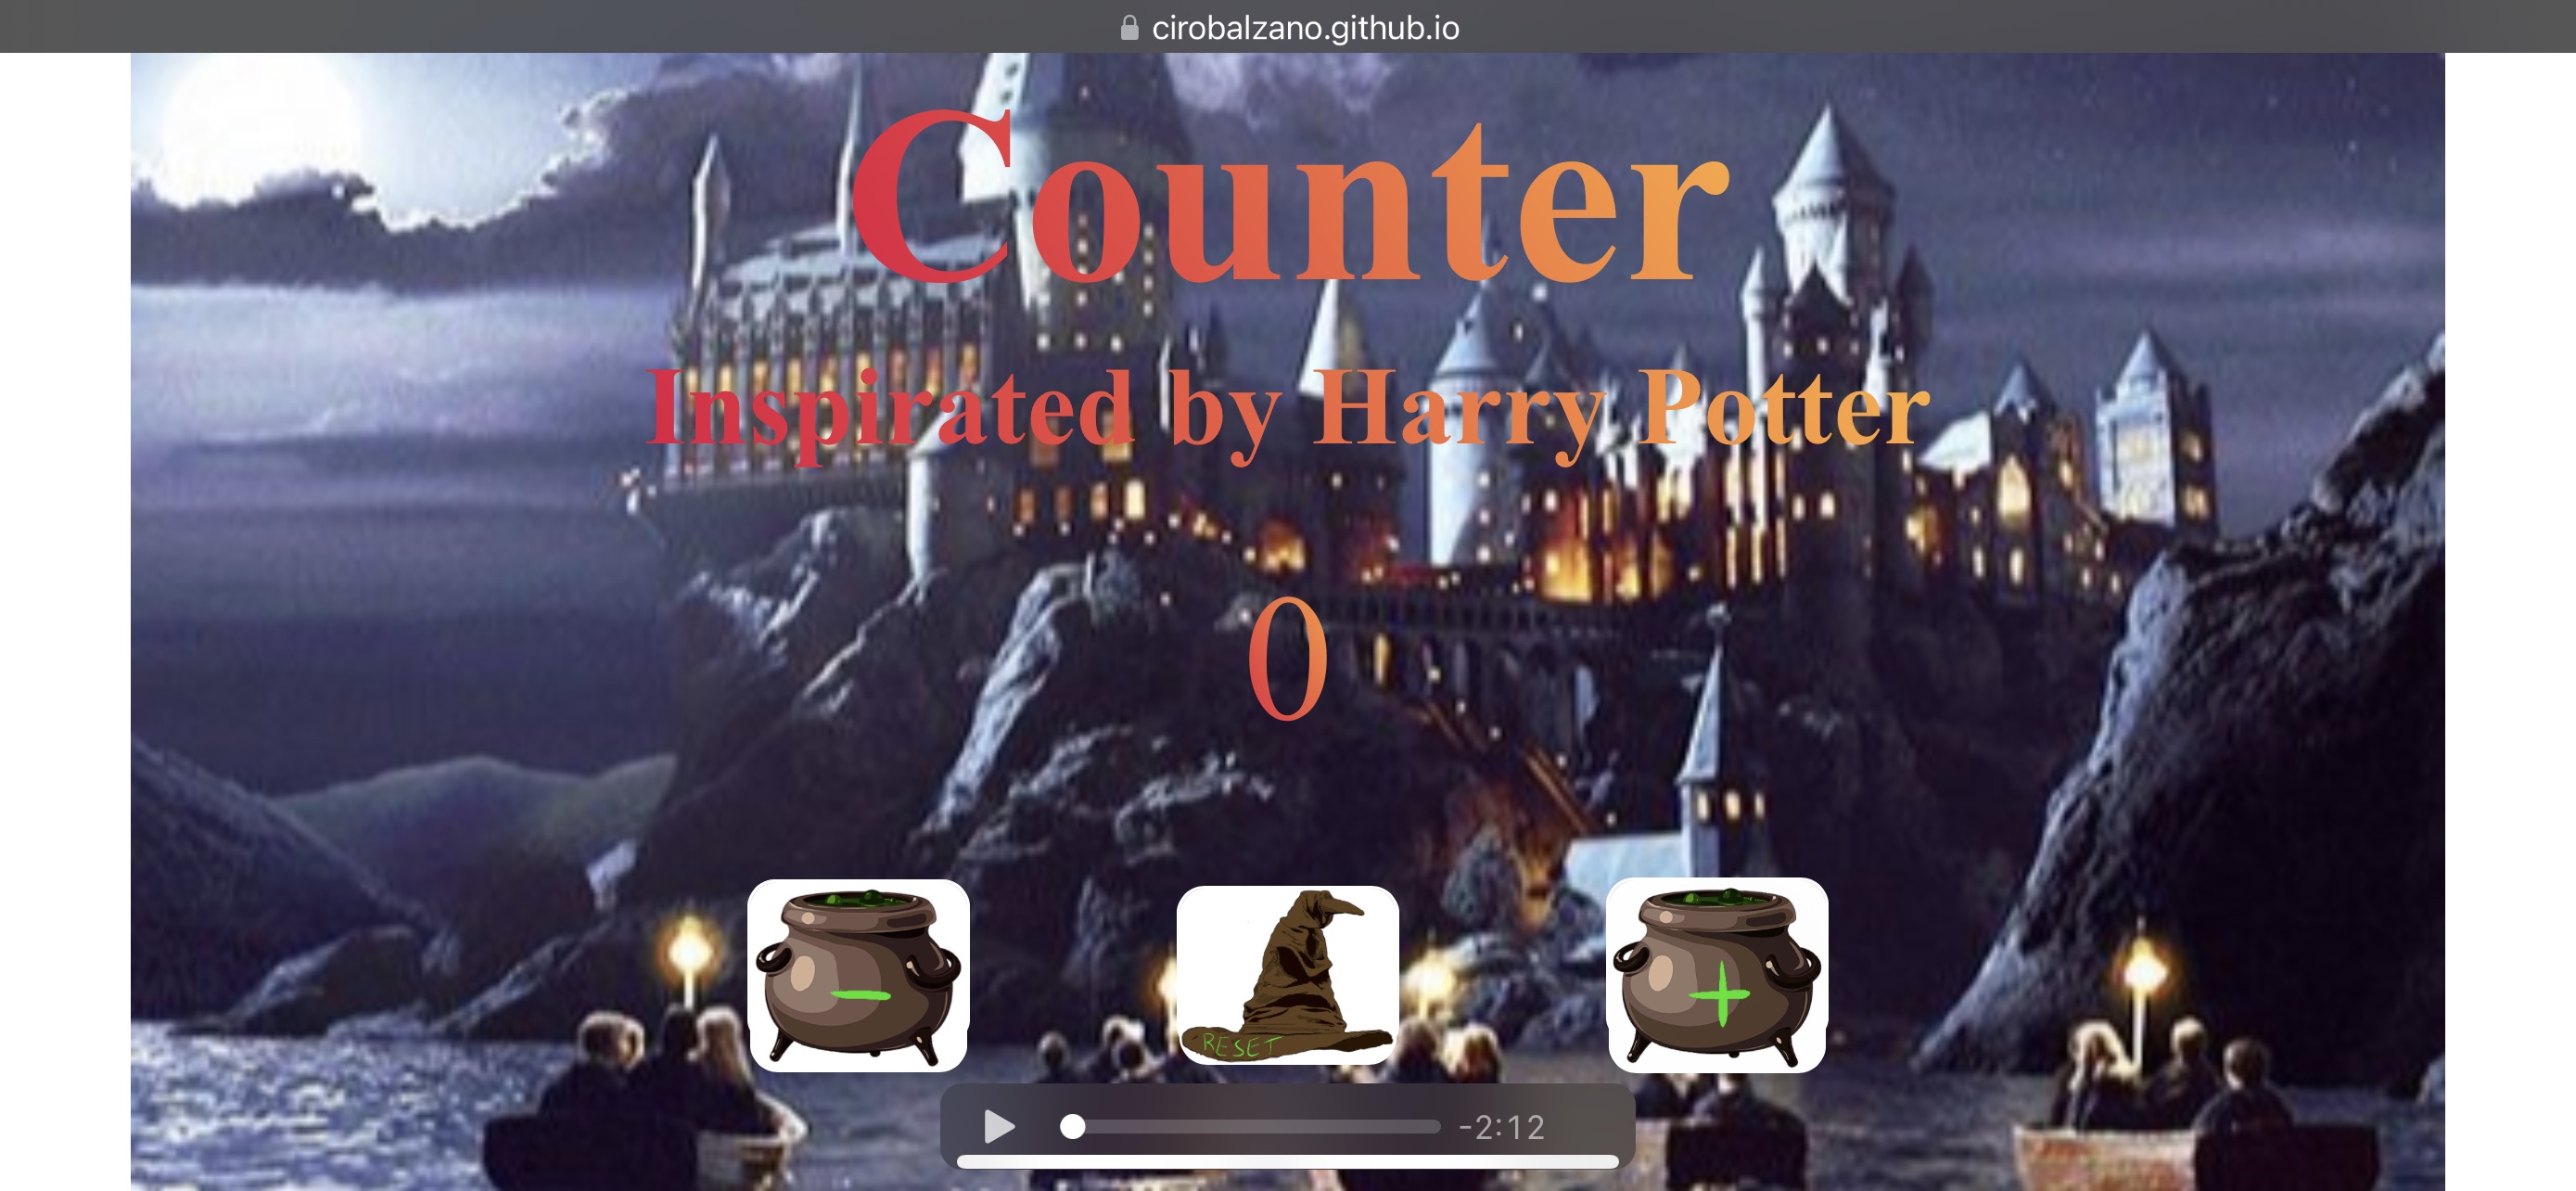 cirobalzano.github.io
Counter
Inspirated by Harry Potter
0
RESET
-2:12